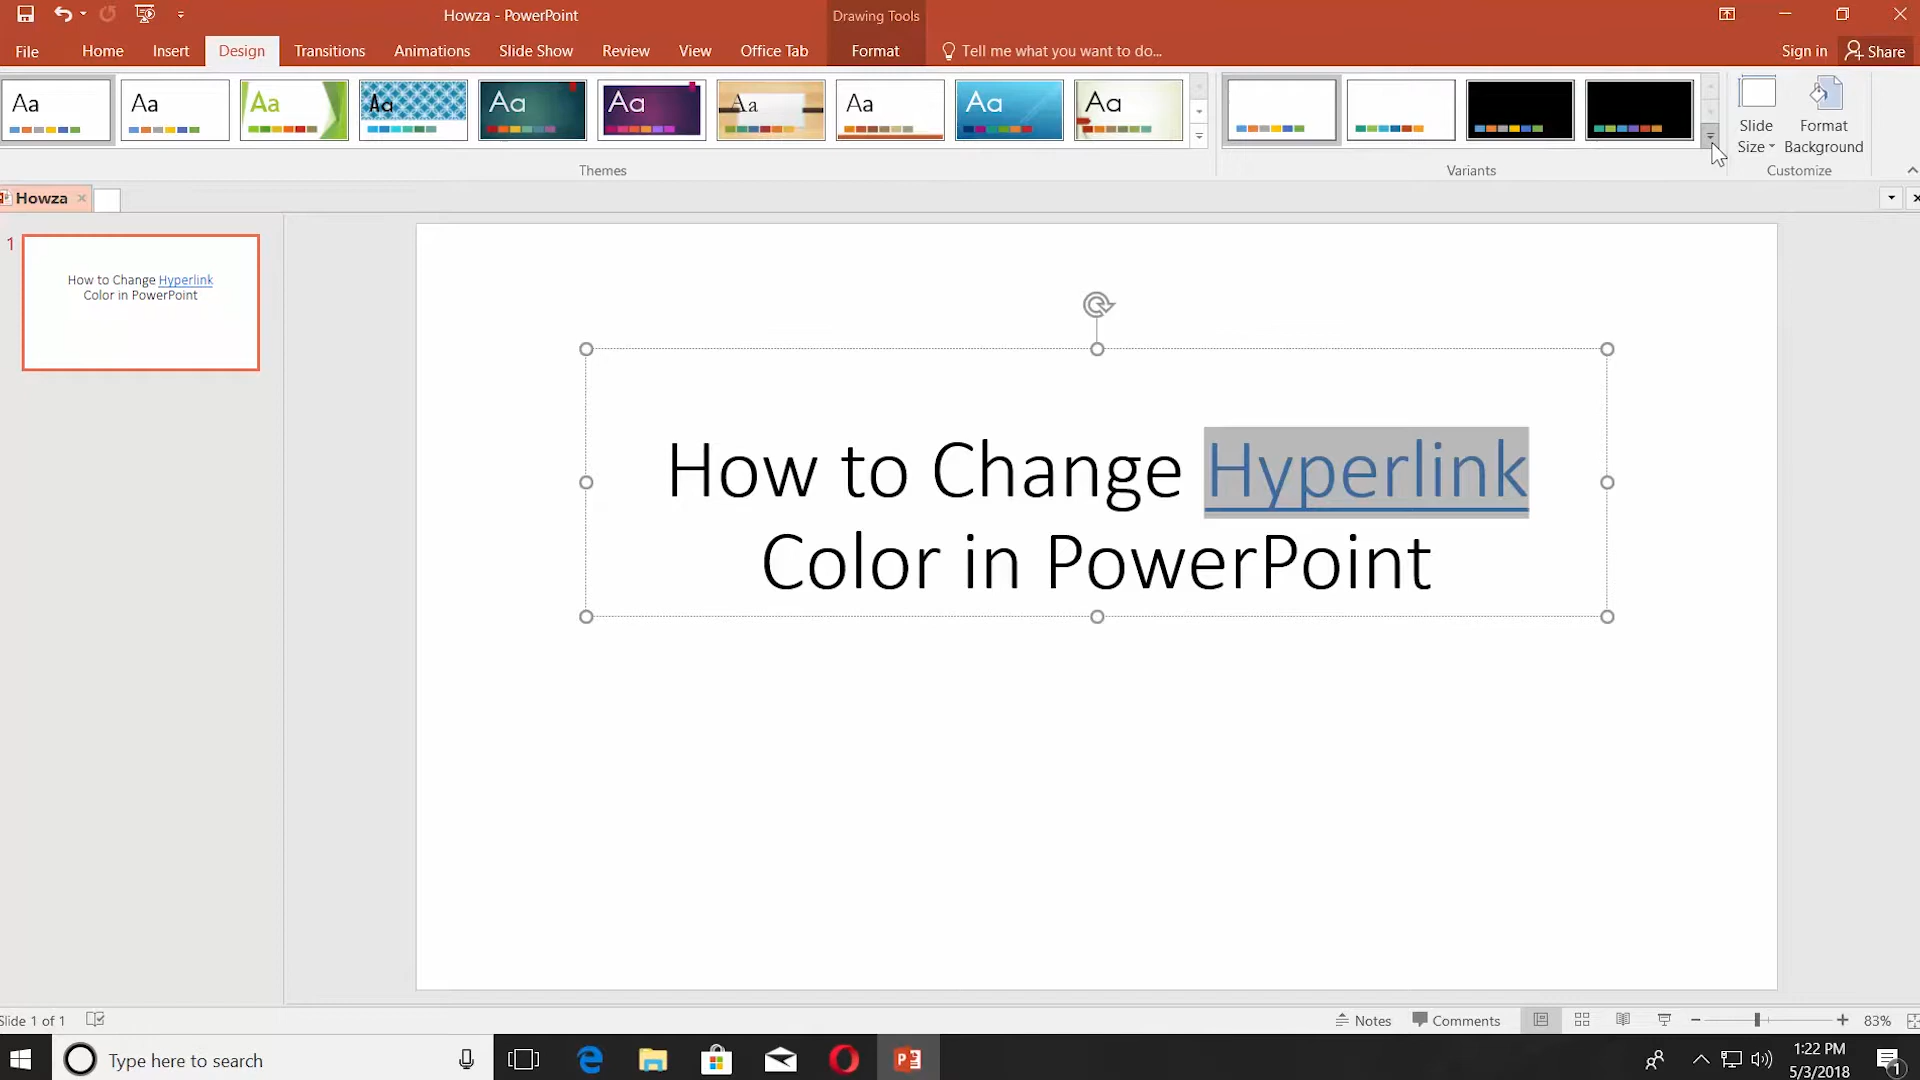 Howza - PowerPoint
Drawing Tools
File
Home
Insert
Design
Transitions
Animations
Slide Show
Review
View
Office Tab
Format
Tell me what you want to do...
Sign in
Share
Aa
Aa
Aa
Aa
Aa
Aa
Aa
Aa
Aa
Aa
Slide
Size
Format
Background
Themes
Variants
Customize
Howza
1
How to Change Hyperlink
Color in PowerPoint
How to Change Hyperlink
Color in PowerPoint
Slide 1 of 1
Notes
Comments
83%
Type here to search
1:22 PM
5/3/2018
1